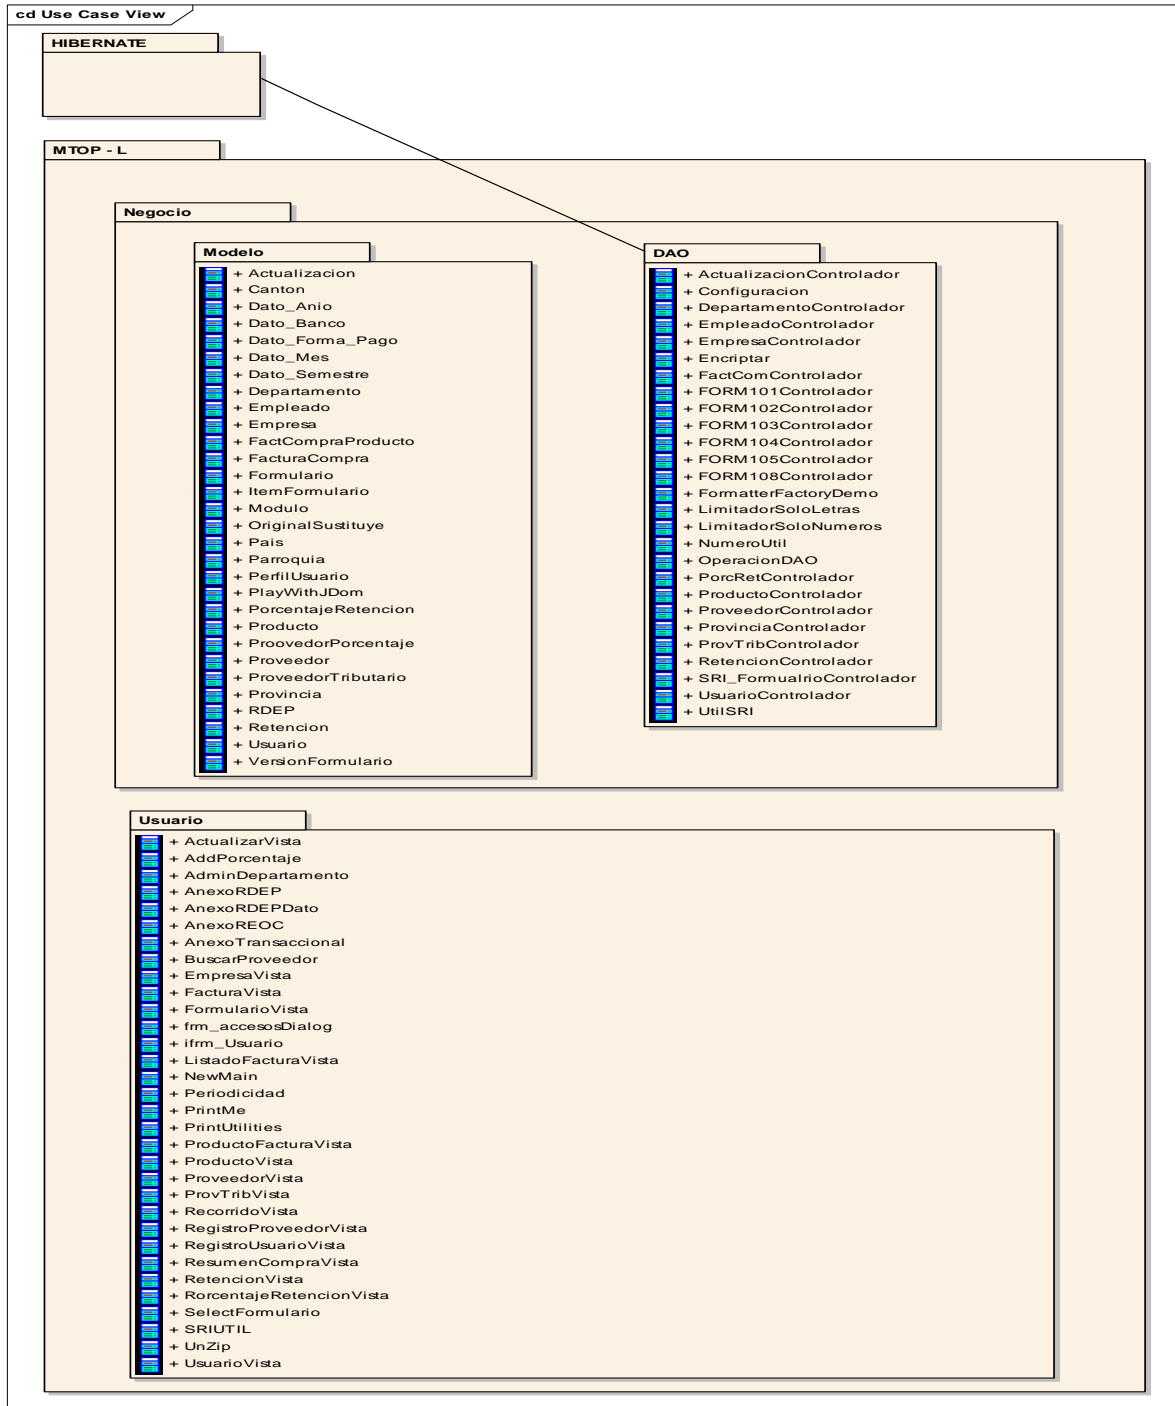 cd Use Case View
HIBERNATE
MTOP - L
Negocio
Modelo
+ Actualizacion
+ Canton
+ Dato_Anio
+ Dato_Banco
+ Dato_Forma_Pago
+ Dato_Mes
+ Dato_Semestre
+ Departamento
+ Empleado
+ Empresa
+ FactCompraProducto
+ FacturaCompra
+ Formulario
+ ItemFormulario
+ Modulo
+ OriginalSustituye
+ Pais
+ Parroquia
+ PerfilUsuario
+ PlayWithJDom
+ PorcentajeRetencion
+ Producto
+ ProovedorPorcentaje
+ Proveedor
+ ProveedorTributario
+ Provincia
+ RDEP
+ Retencion
+ Usuario
+ VersionFormulario
DAO
+ ActualizacionControlador
+ Configuracion
+ DepartamentoControlador
+ EmpleadoControlador
+ EmpresaControlador
+ Encriptar
+ FactComControlador
+ FORM101Controlador
+ FORM102Controlador
+ FORM103Controlador
+ FORM104Controlador
+ FORM105Controlador
+ FORM108Controlador
+ FormatterFactoryDemo
+ LimitadorSoloLetras
+ LimitadorSoloNumeros
+ NumeroUtil
+ OperacionDAO
+ PorcRetControlador
+ ProductoControlador
+ ProveedorControlador
+ ProvinciaControlador
+ ProvTribControlador
+ RetencionControlador
+ SRI_FormualrioControlador
+ UsuarioControlador
+ UtilSRI
Usuario
+ ActualizarVista
+ AddPorcentaje
+ AdminDepartamento
+ AnexoRDEP
+ AnexoRDEPDato
+ AnexoREOC
+ AnexoTransaccional
+ BuscarProveedor
+ EmpresaVista
+ FacturaVista
+ FormularioVista
+ frm_accesosDialog
+ ifrm_Usuario
+ ListadoFacturaVista
+ NewMain
+ Periodicidad
+ PrintMe
+ PrintUtilities
+ ProductoFacturaVista
+ ProductoVista
+ ProveedorVista
+ ProvTribVista
+ RecorridoVista
+ RegistroProveedorVista
+ RegistroUsuarioVista
+ ResumenCompraVista
+ RetencionVista
+ RorcentajeRetencionVista
+ SelectFormulario
+ SRIUTIL
+ UnZip
+ UsuarioVista